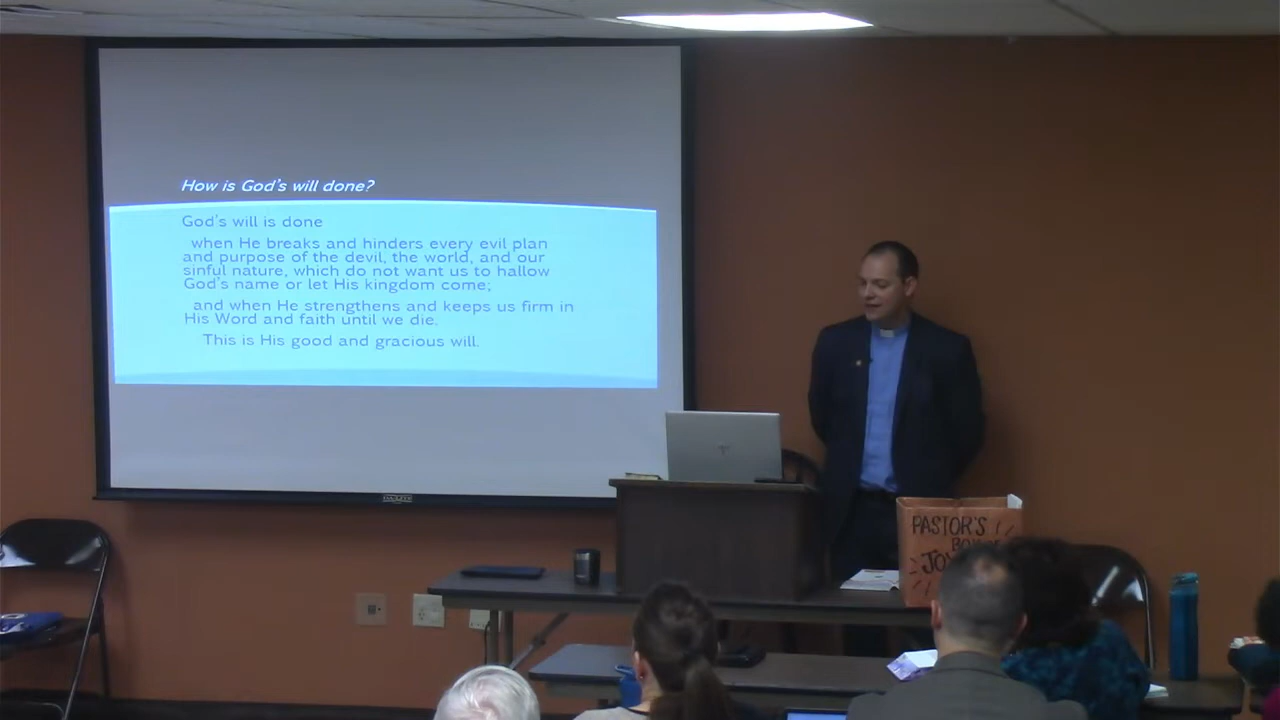 How is God's will done?
God's will is done
when He breaks and hinders every evil plan
and purpose of the devil, the world, and our
sinful nature, which do not want us to hallow
God's name or let His kingdom come;
and when He strengthens and keeps us firm in
His Word and faith until we die.
This is His good and gracious will.
PASTOR'S